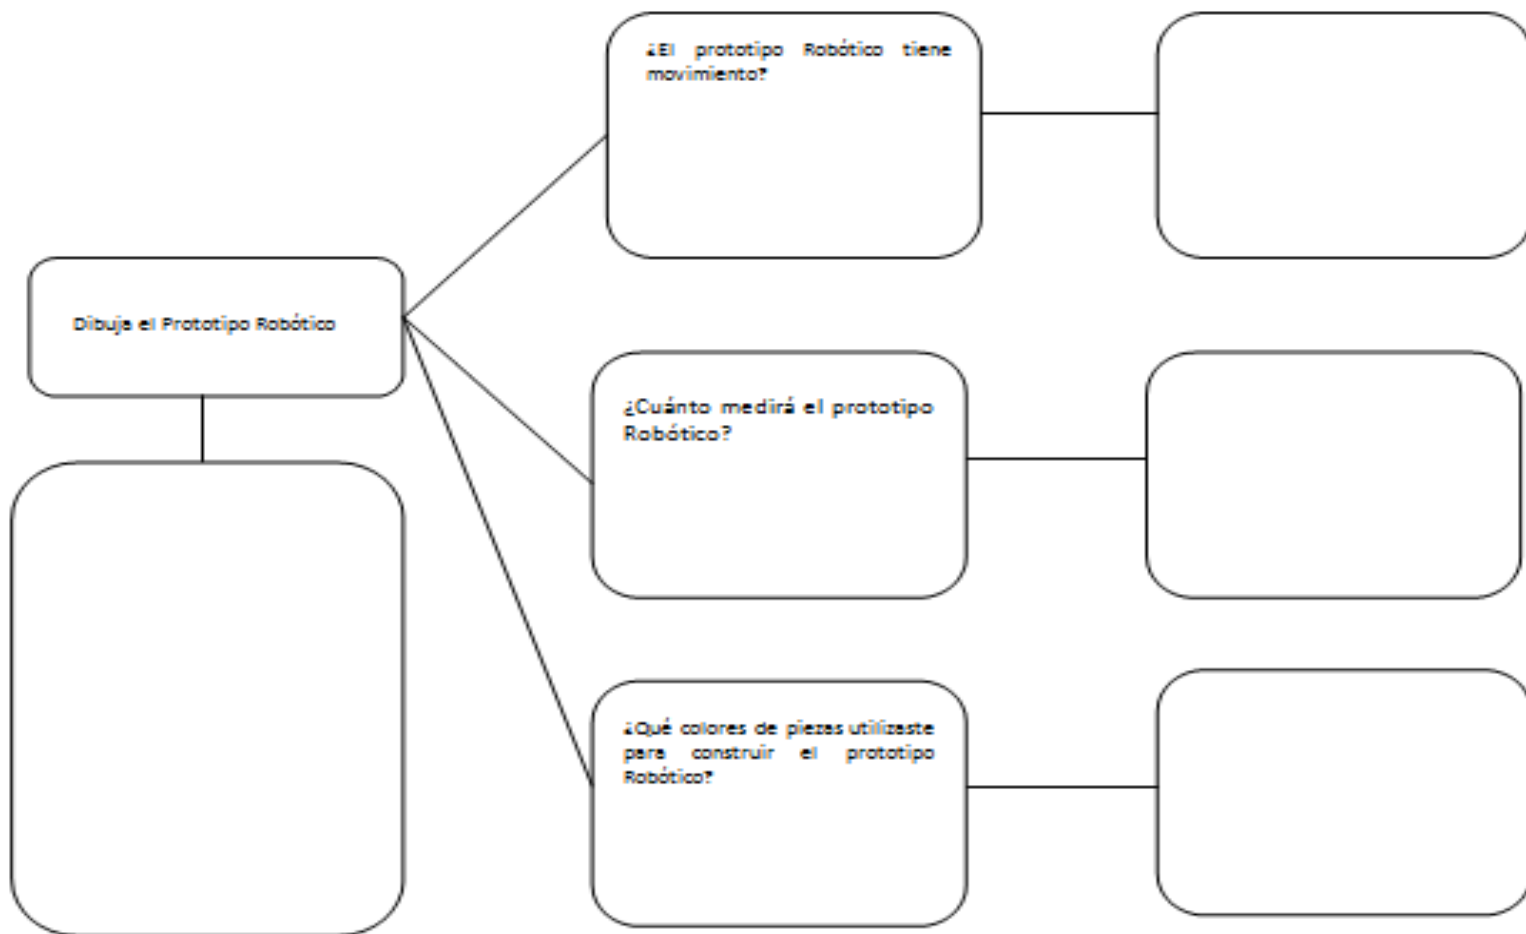 ¿El prototipo Robótico tiene
movimiento?
Dibuja el Prototipo Robótico
¿Cuánto medirá el prototipo
Robótico?
¿Qué colores de piezas utilizaste
para construir el prototipo
Robótico?